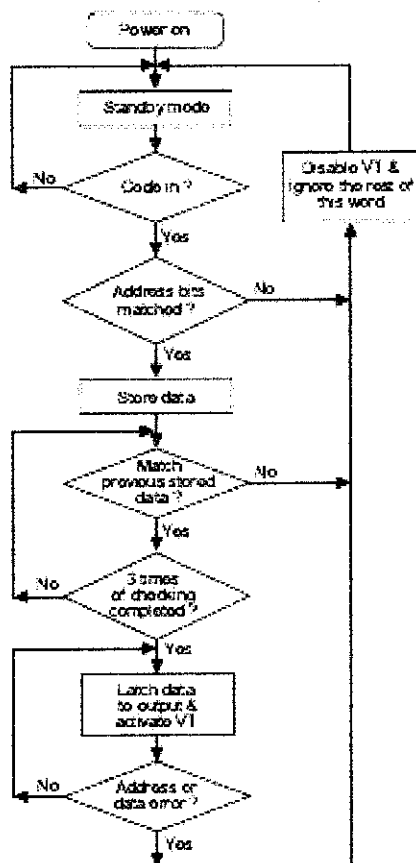 Power on
Standby mode
Disable VT &
ignore the rest of
this word
No
Code in ?
Yes
Address bits
matched ?
No
Yes
Store data
Match
previous stored
data ?
No
Yes
No
3 times
of checking
completed ?
Yes
Latch data
to output &
activate VT
No
Address or
data error ?
Yes